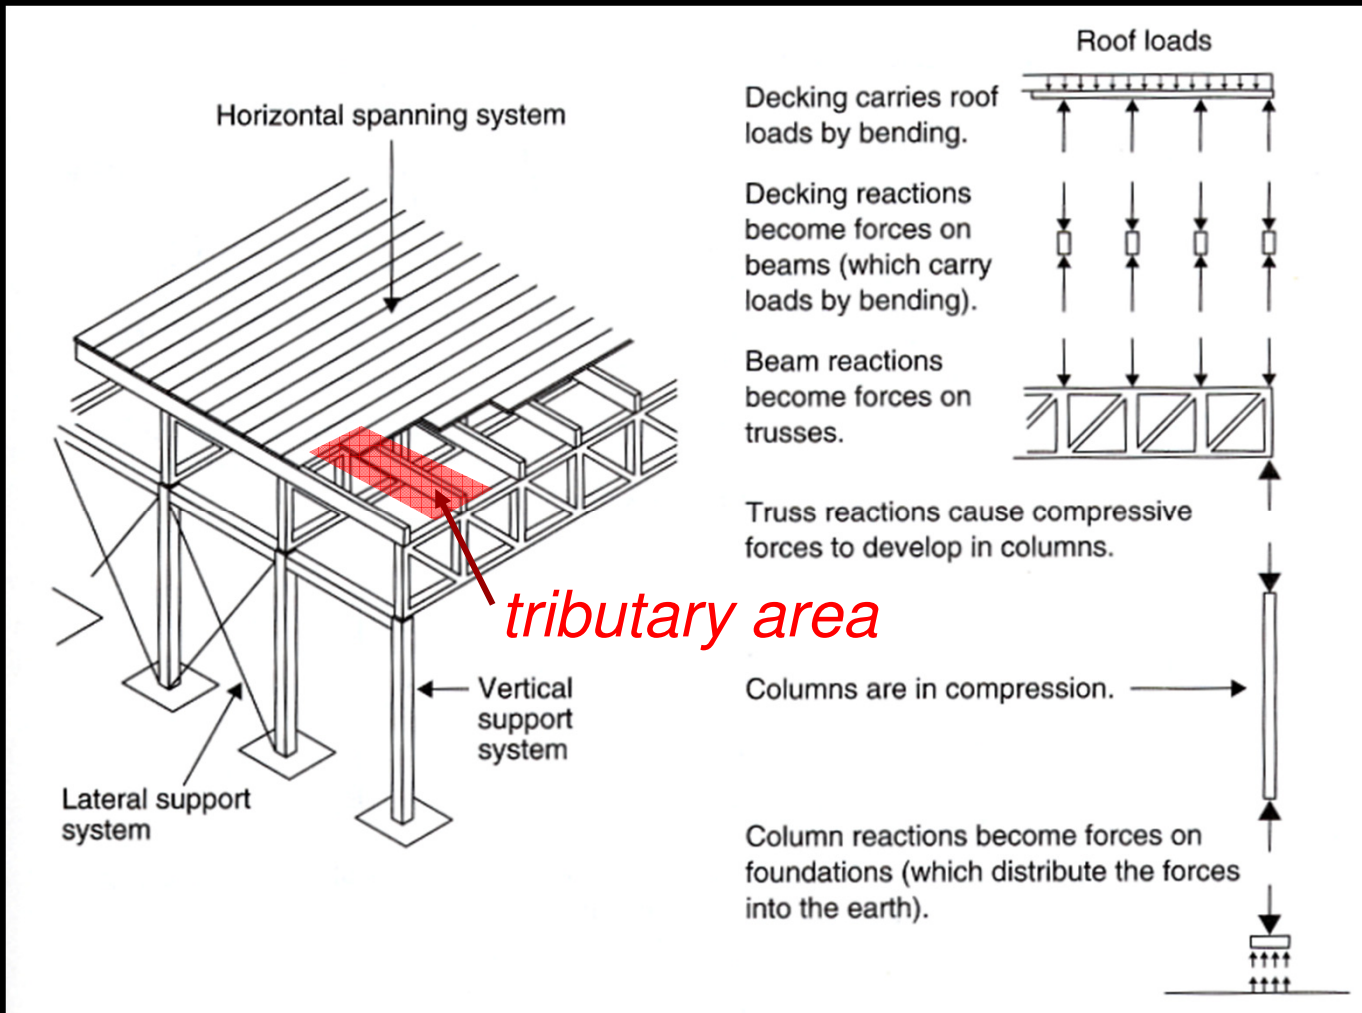 Horizontal spanning system
tributary area
Vertical
support
system
Lateral support
system
Roof loads
Decking carries roof
loads by bending.
Decking reactions
become forces on
beams (which carry
loads by bending).
Beam reactions
become forces on
trusses.
Truss reactions cause compressive
forces to develop in columns.
Columns are in compression.
Column reactions become forces on
foundations (which distribute the forces
into the earth).